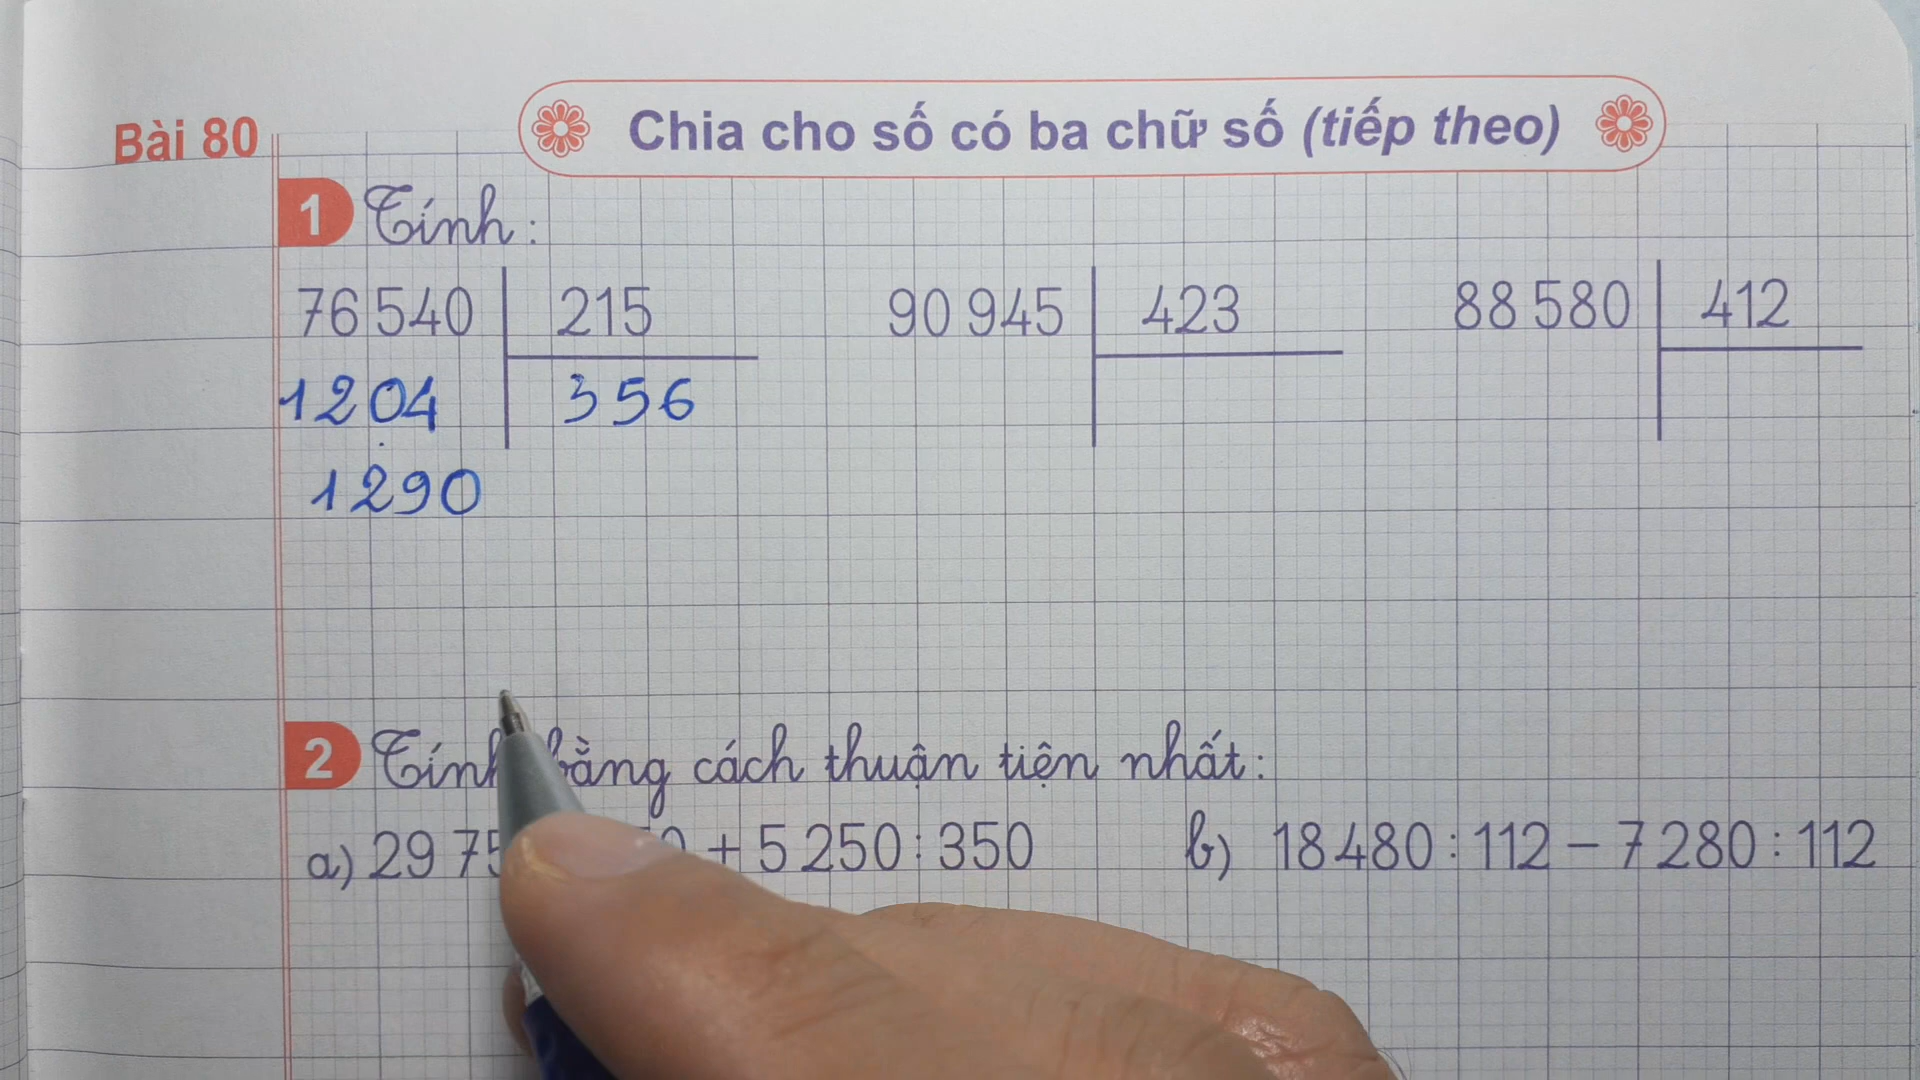 Bài 80
Chia cho số có ba chữ số (tiếp theo)
1 Tính:
76 540 215 90 945 423 88 580 412
1204 356
1290
2 Tính bằng cách thuận tiện nhất:
a) 29 75 + 5 250 : 350 b) 18 480 : 112 – 7 280 : 112